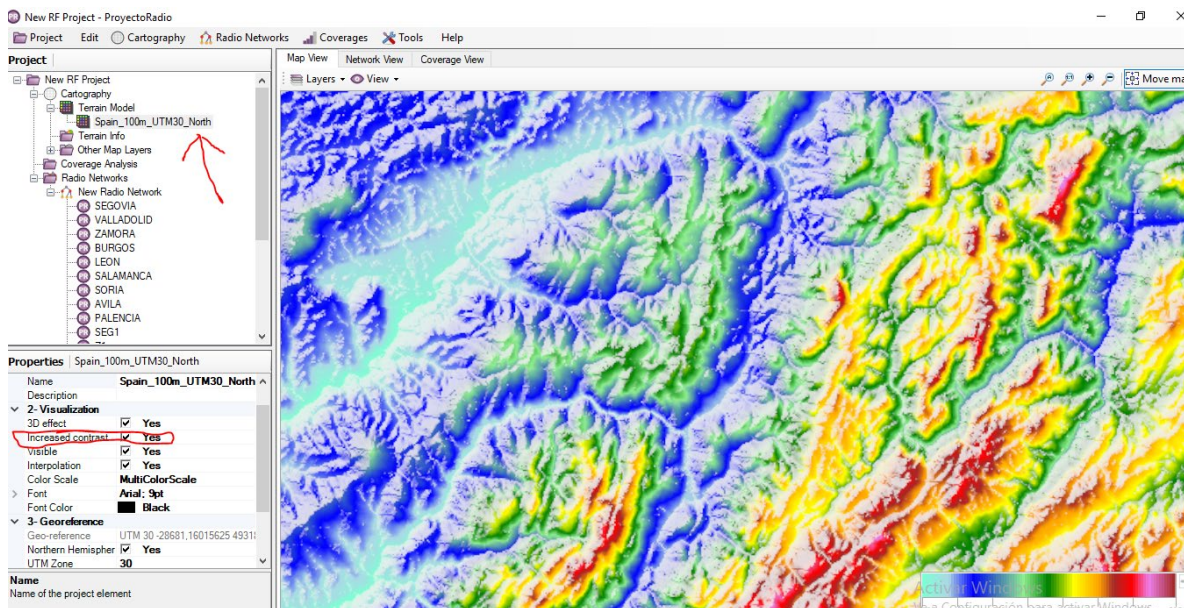 New RF Project - ProyectoRadio
Project Edit Cartography Radio Networks Coverages Tools Help
Project
New RF Project
Cartography
Terrain Model
Spain_100m_UTM30_North
Terrain Info
Other Map Layers
Coverage Analysis
Radio Networks
New Radio Network
SEGOVIA
VALLADOLID
ZAMORA
BURGOS
LEON
SALAMANCA
SORIA
AVILA
PALENCIA
SEG1
Map View Network View Coverage View
Layers View Move ma
Properties Spain_100m_UTM30_North
Name Spain_100m_UTM30_North
Description
2- Visualization
3D effect Yes
Increased contrast Yes
Visible Yes
Interpolation Yes
Color Scale MultiColorScale
Font Arial; 9pt
Font Color Black
3- Georeference
Geo-reference UTM 30 -28681,16015625 4931
Northern Hemispher Yes
UTM Zone 30
Name
Name of the project element
Activar Windows
a Configuración para activar Windows.